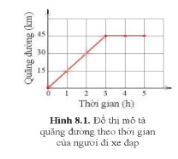 Quãng đường (km)
45
30
15
0
0 1 2 3 4 5
Thời gian (h)
Hình 8.1. Đồ thị mô tả
quãng đường theo thời gian
của người đi xe đạp